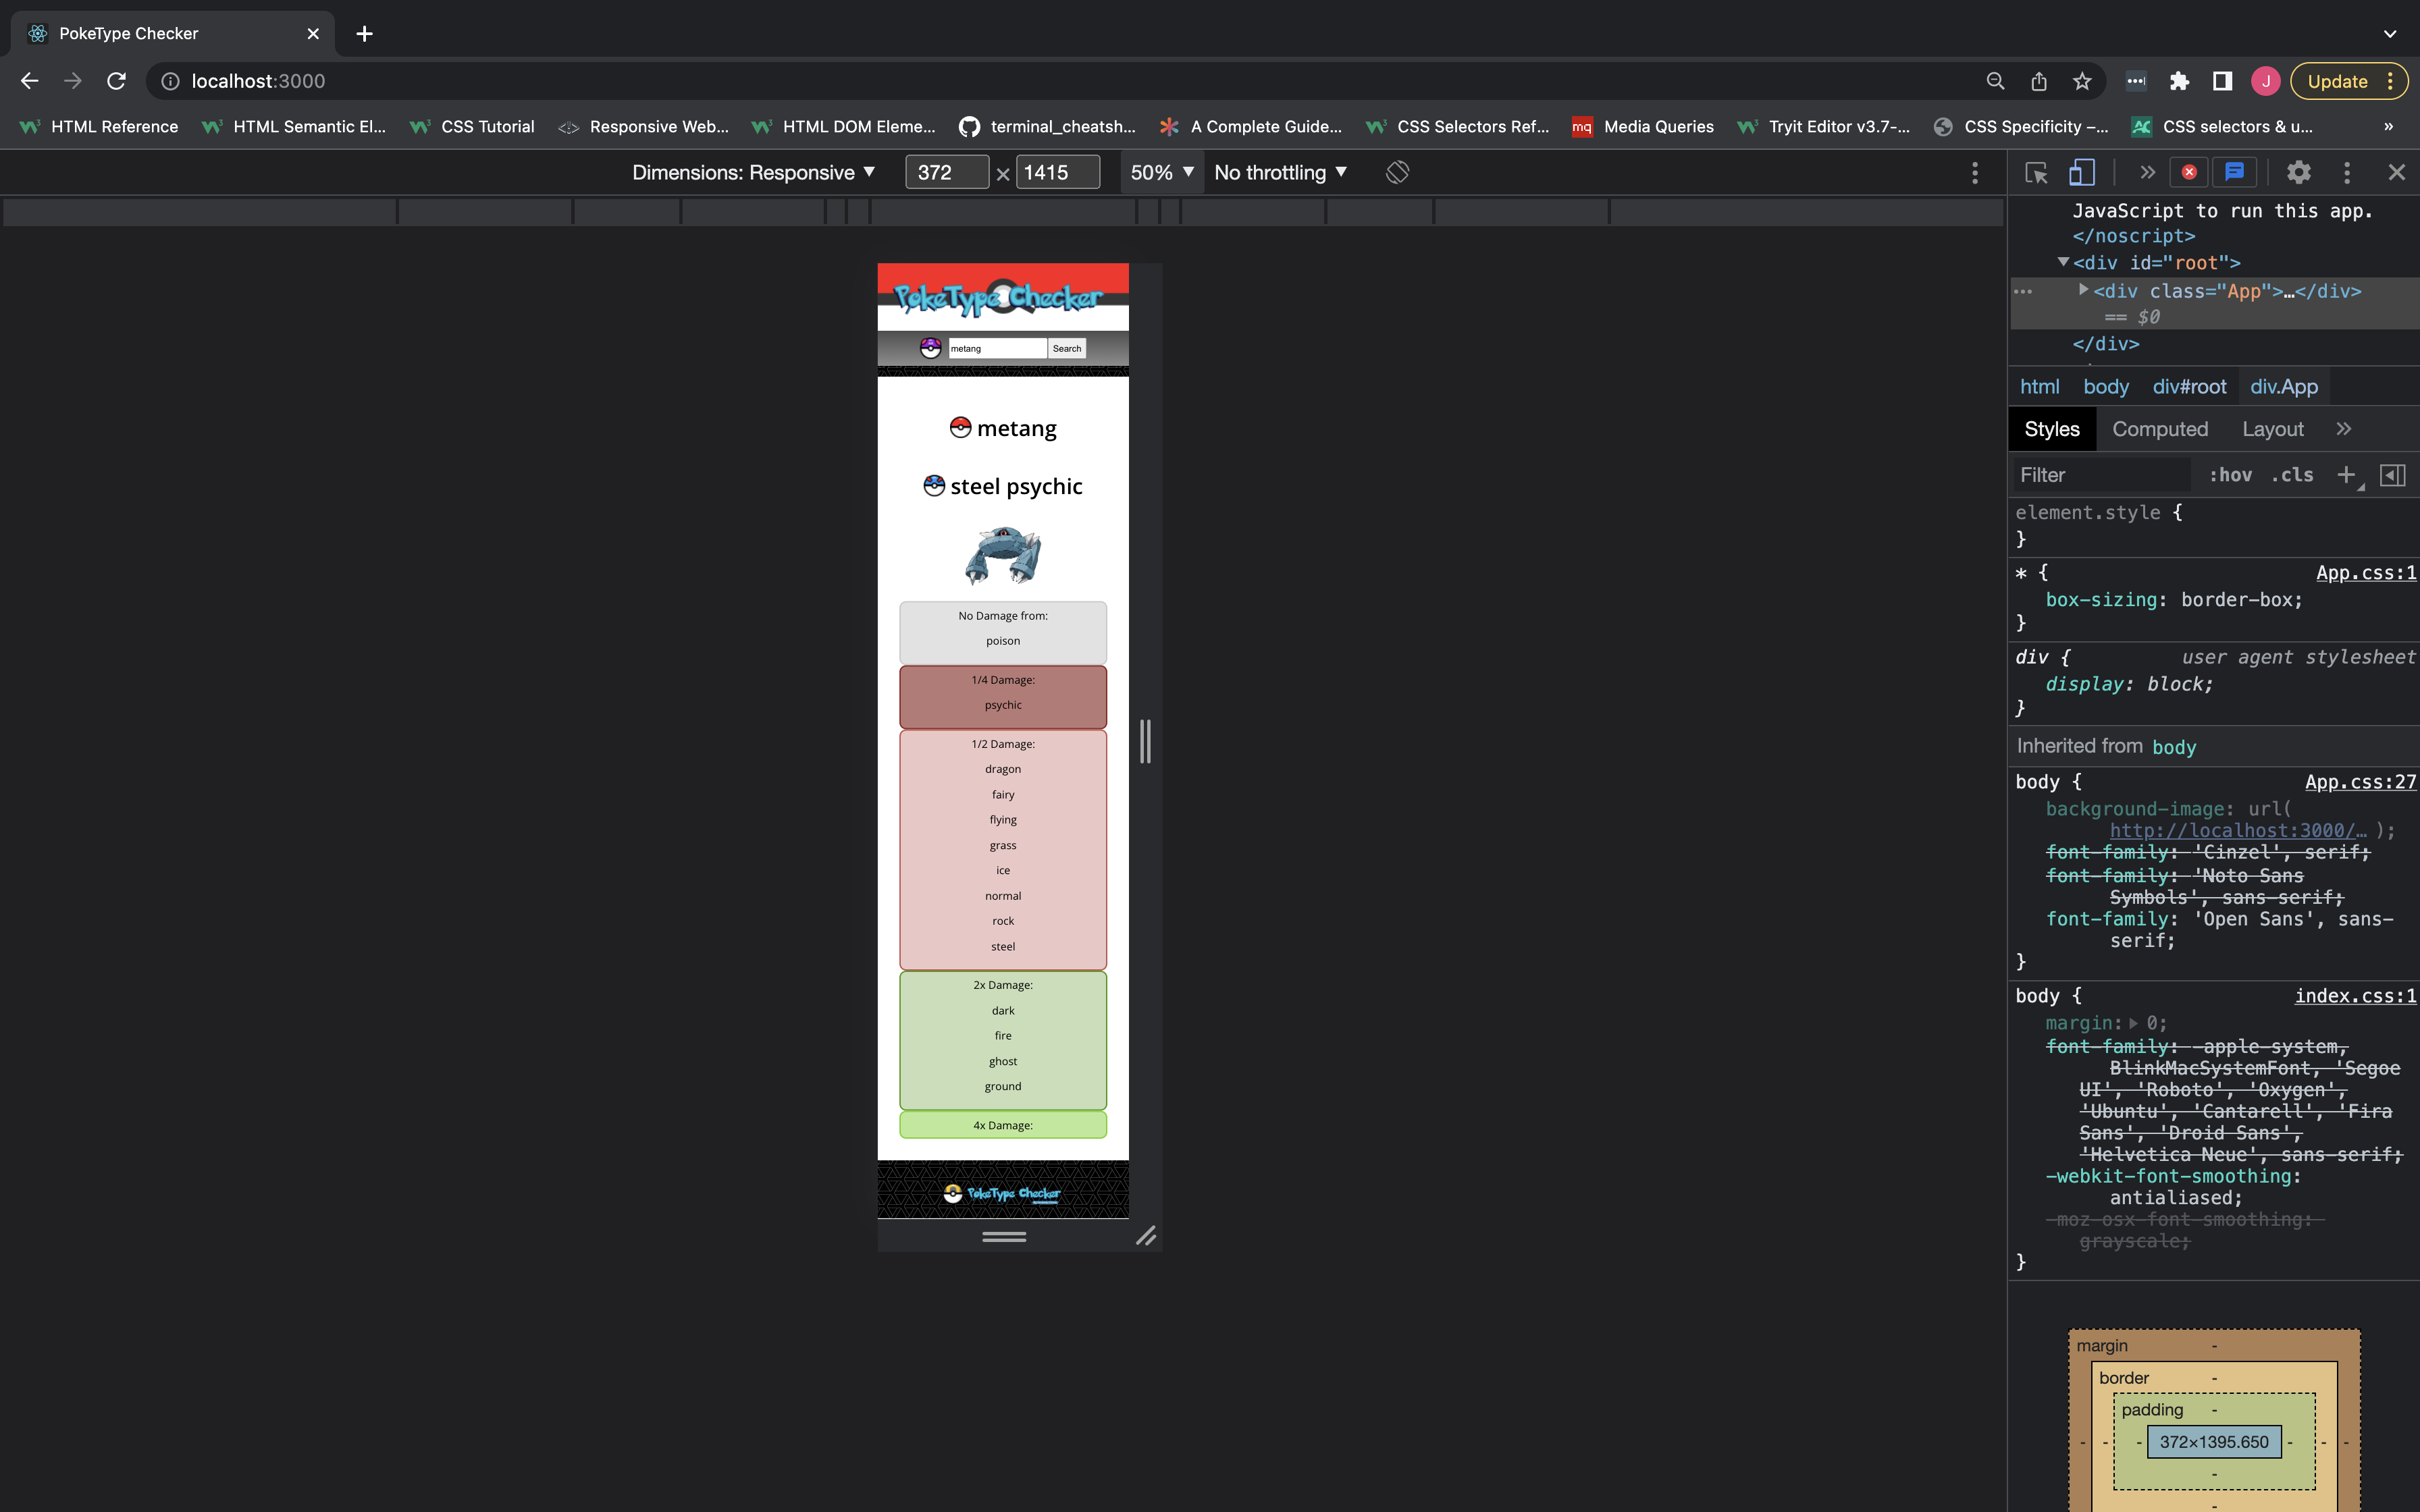 PokeType Checker
localhost:3000
Update
J
HTML Reference
HTML Semantic El...
CSS Tutorial
Responsive Web...
HTML DOM Eleme...
terminal_cheatsh...
A Complete Guide...
CSS Selectors Ref...
mq Media Queries
Tryit Editor v3.7-...
CSS Specificity –...
CSS selectors & u...
»
Dimensions: Responsive ▼ 372 × 1415 50% ▼ No throttling ▼
PokeType Checker
metang
Search
metang
steel psychic
No Damage from:
poison
1/4 Damage:
psychic
1/2 Damage:
dragon
fairy
flying
grass
ice
normal
rock
steel
2x Damage:
dark
fire
ghost
ground
4x Damage:
PokeType Checker
JavaScript to run this app.
</noscript>
▼<div id="root">
... ▶<div class="App">…</div>
== $0
</div>
html body div#root div.App
Styles Computed Layout »
Filter :hov .cls +
element.style {
}
* { App.css:1
box-sizing: border-box;
}
div { user agent stylesheet
display: block;
}
Inherited from body
body { App.css:27
background-image: url(
http://localhost:3000/… );
font-family: 'Cinzel', serif;
font-family: 'Noto Sans
Symbols', sans-serif;
font-family: 'Open Sans', sans-
serif;
}
body { index.css:1
margin:▶ 0;
font-family: -apple-system,
BlinkMacSystemFont, 'Segoe
UI', 'Roboto', 'Oxygen',
'Ubuntu', 'Cantarell', 'Fira
Sans', 'Droid Sans',
'Helvetica Neue', sans-serif;
-webkit-font-smoothing:
antialiased;
-moz-osx-font-smoothing:
grayscale;
}
margin -
border -
padding -
- - - 372×1395.650 - - -
-
-